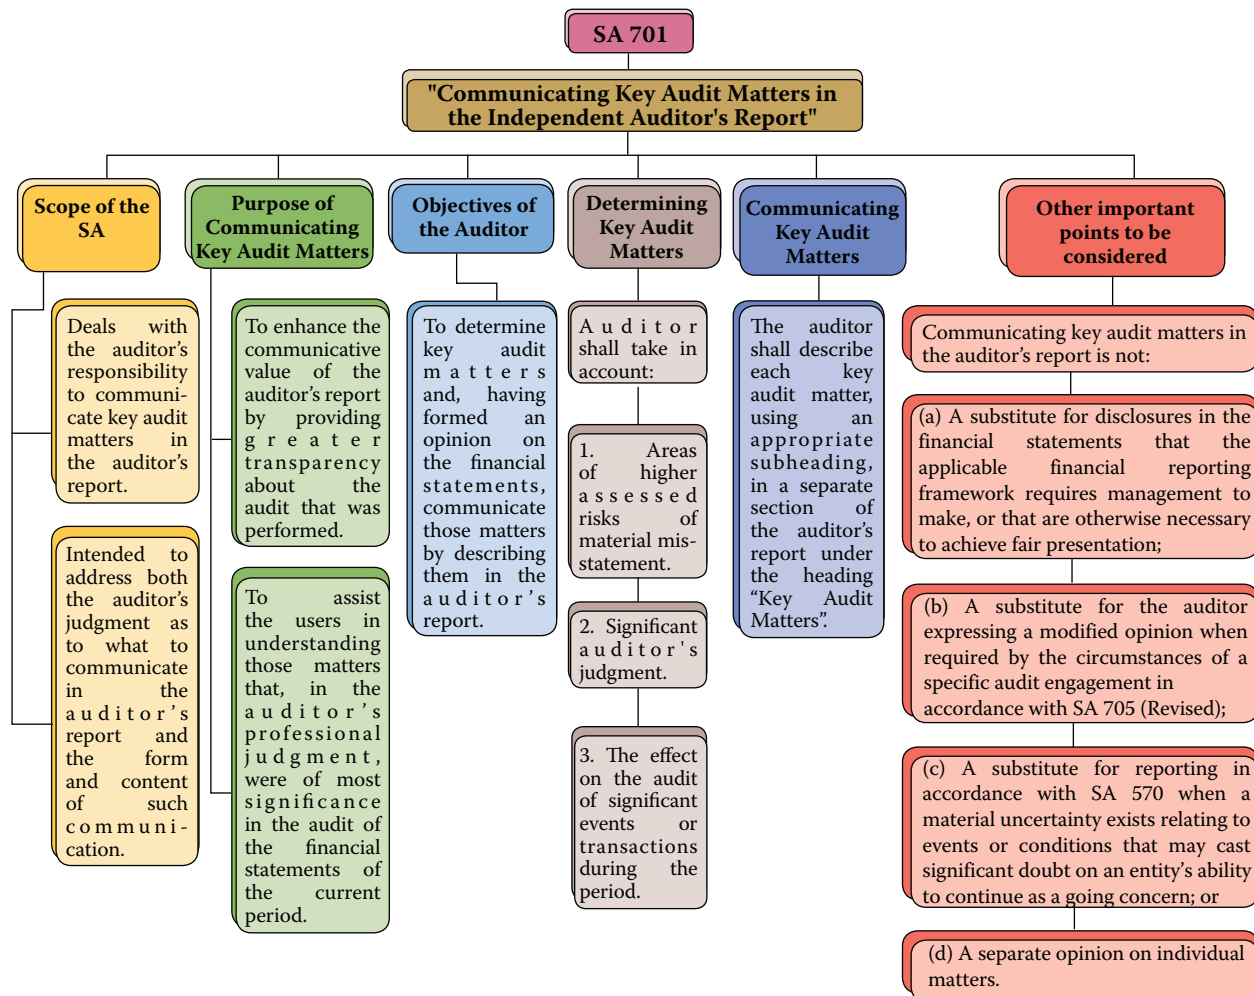 SA 701
"Communicating Key Audit Matters in
the Independent Auditor's Report"
Scope of the
SA
Deals with
the auditor's
responsibility
to communi-
cate key audit
matters in
the auditor's
report.
Intended to
address both
the auditor's
judgment as
to what to
communicate
in the
auditor's
report and
the form
and content
of such
communi-
cation.
Purpose of
Communicating
Key Audit Matters
To enhance the
communicative
value of the
auditor's report
by providing
greater
transparency
about the
audit that was
performed.
To assist
the users in
understanding
those matters
that, in the
auditor's
professional
judgment,
were of most
significance
in the audit of
the financial
statements of
the current
period.
Objectives of
the Auditor
To determine
key audit
matters
and, having
formed an
opinion on
the financial
statements,
communicate
those matters
by describing
them in the
auditor's
report.
Determining
Key Audit
Matters
Auditor
shall take in
account:
1. Areas
of higher
assessed
risks of
material mis-
statement.
2. Significant
auditor's
judgment.
3. The effect
on the audit
of significant
events or
transactions
during the
period.
Communicating
Key Audit
Matters
The auditor
shall describe
each key
audit matter,
using an
appropriate
subheading,
in a separate
section of
the auditor's
report under
the heading
“Key Audit
Matters”.
Other important
points to be
considered
Communicating key audit matters in
the auditor's report is not:
(a) A substitute for disclosures in the
financial statements that the
applicable financial reporting
framework requires management to
make, or that are otherwise necessary
to achieve fair presentation;
(b) A substitute for the auditor
expressing a modified opinion when
required by the circumstances of a
specific audit engagement in
accordance with SA 705 (Revised);
(c) A substitute for reporting in
accordance with SA 570 when a
material uncertainty exists relating to
events or conditions that may cast
significant doubt on an entity's ability
to continue as a going concern; or
(d) A separate opinion on individual
matters.